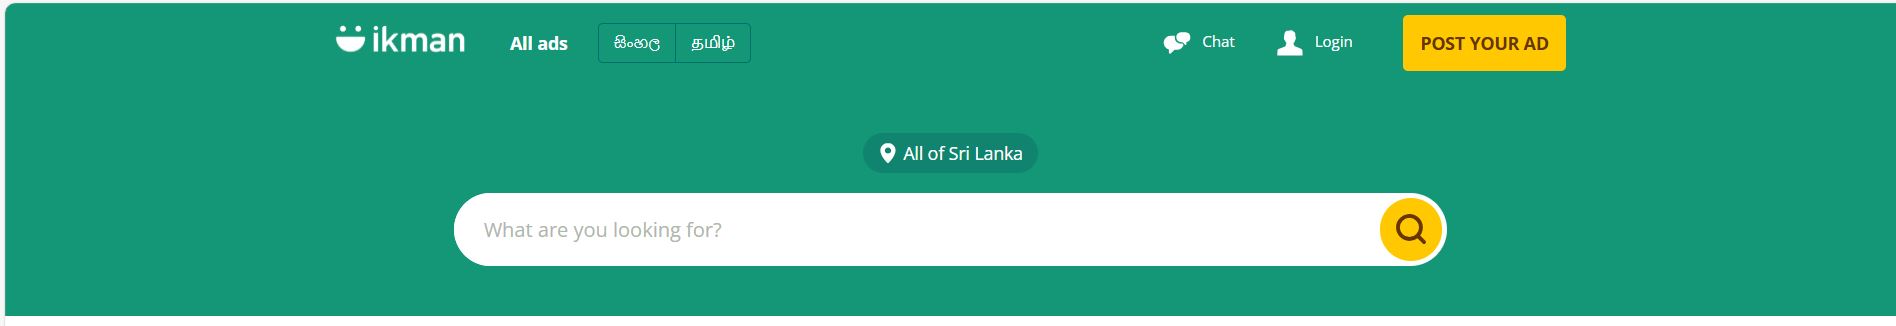 ikman All ads සිංහල தமிழ் Chat Login POST YOUR AD
All of Sri Lanka
What are you looking for?